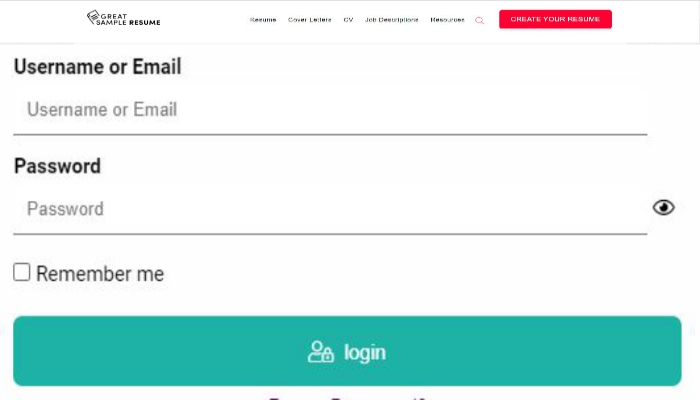 GREAT
SAMPLE RESUME
Resume Cover Letters CV Job Descriptions Resources CREATE YOUR RESUME
Username or Email
Username or Email
Password
Password
Remember me
login